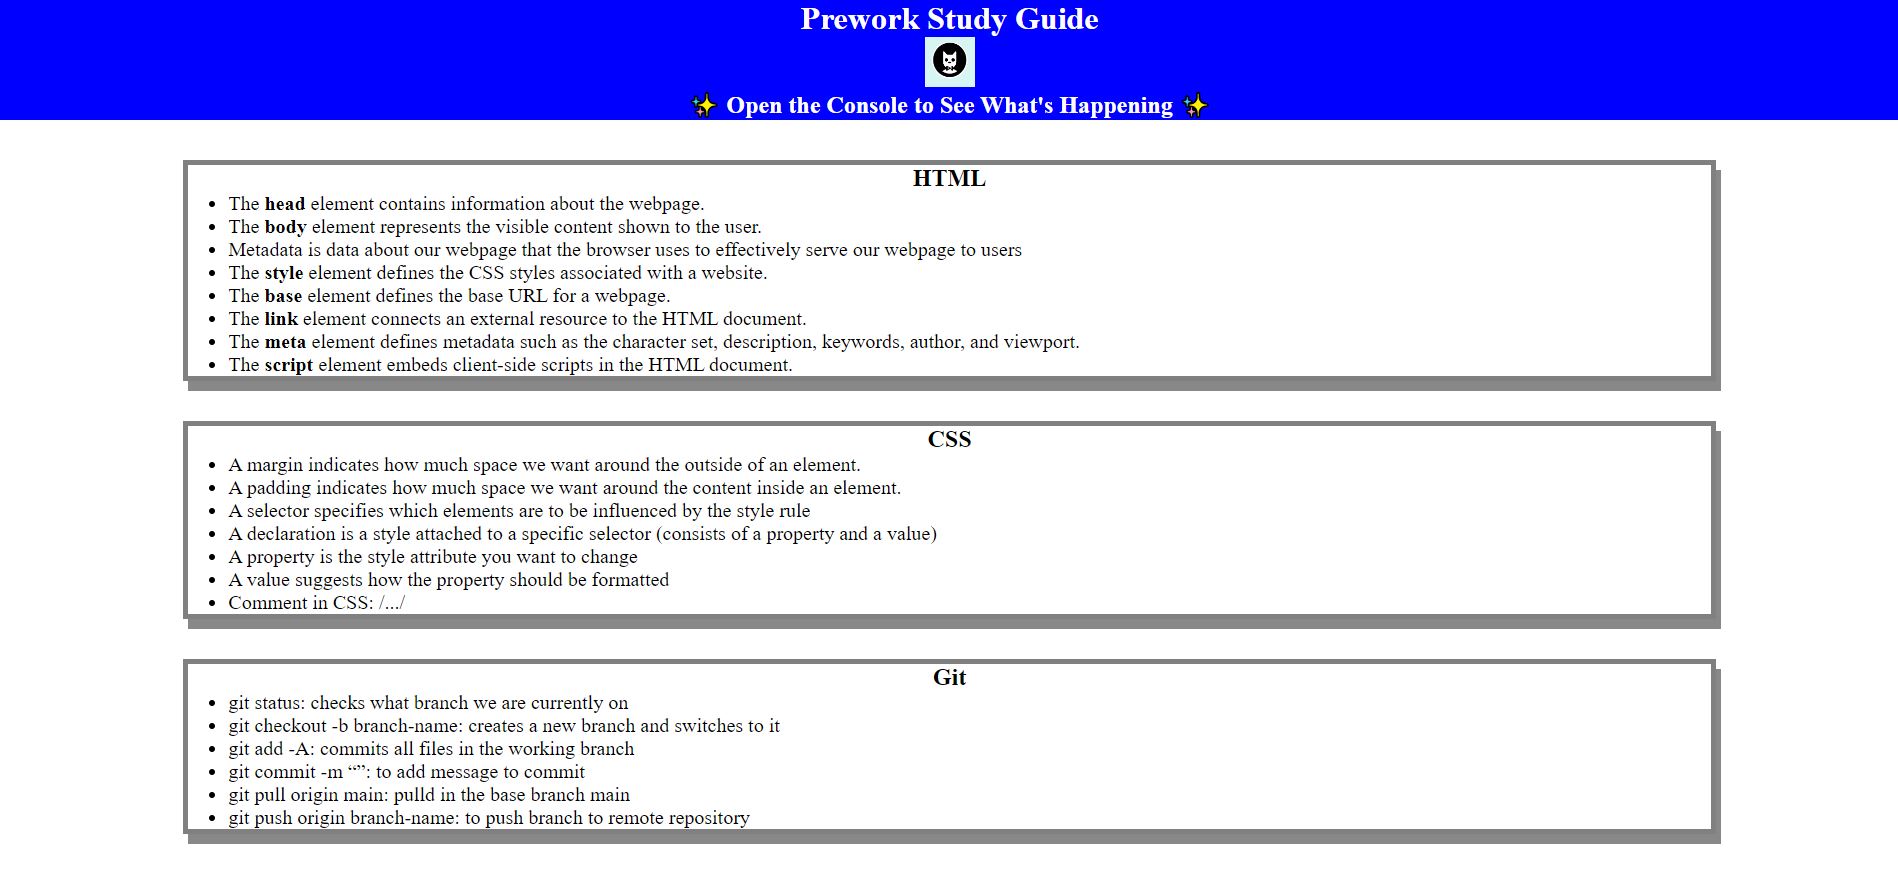 Prework Study Guide
✨ Open the Console to See What's Happening ✨
HTML
• The head element contains information about the webpage.
• The body element represents the visible content shown to the user.
• Metadata is data about our webpage that the browser uses to effectively serve our webpage to users
• The style element defines the CSS styles associated with a website.
• The base element defines the base URL for a webpage.
• The link element connects an external resource to the HTML document.
• The meta element defines metadata such as the character set, description, keywords, author, and viewport.
• The script element embeds client-side scripts in the HTML document.
CSS
• A margin indicates how much space we want around the outside of an element.
• A padding indicates how much space we want around the content inside an element.
• A selector specifies which elements are to be influenced by the style rule
• A declaration is a style attached to a specific selector (consists of a property and a value)
• A property is the style attribute you want to change
• A value suggests how the property should be formatted
• Comment in CSS: /.../
Git
• git status: checks what branch we are currently on
• git checkout -b branch-name: creates a new branch and switches to it
• git add -A: commits all files in the working branch
• git commit -m “”: to add message to commit
• git pull origin main: pulld in the base branch main
• git push origin branch-name: to push branch to remote repository